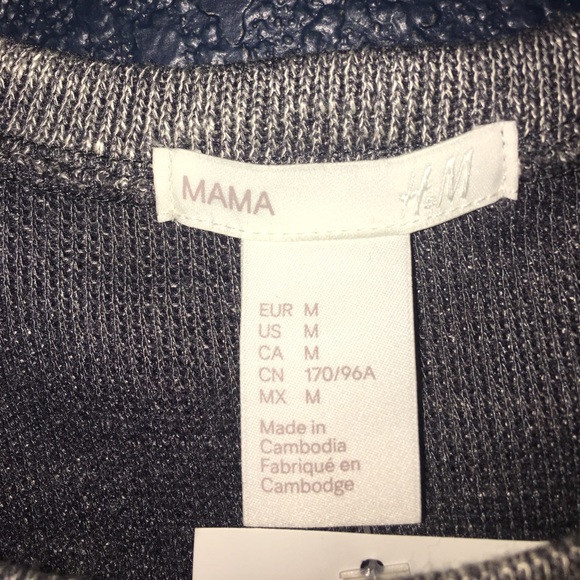 MAMA H&M
EUR M
US M
CA M
CN 170/96A
MX M
Made in
Cambodia
Fabriqué en
Cambodge